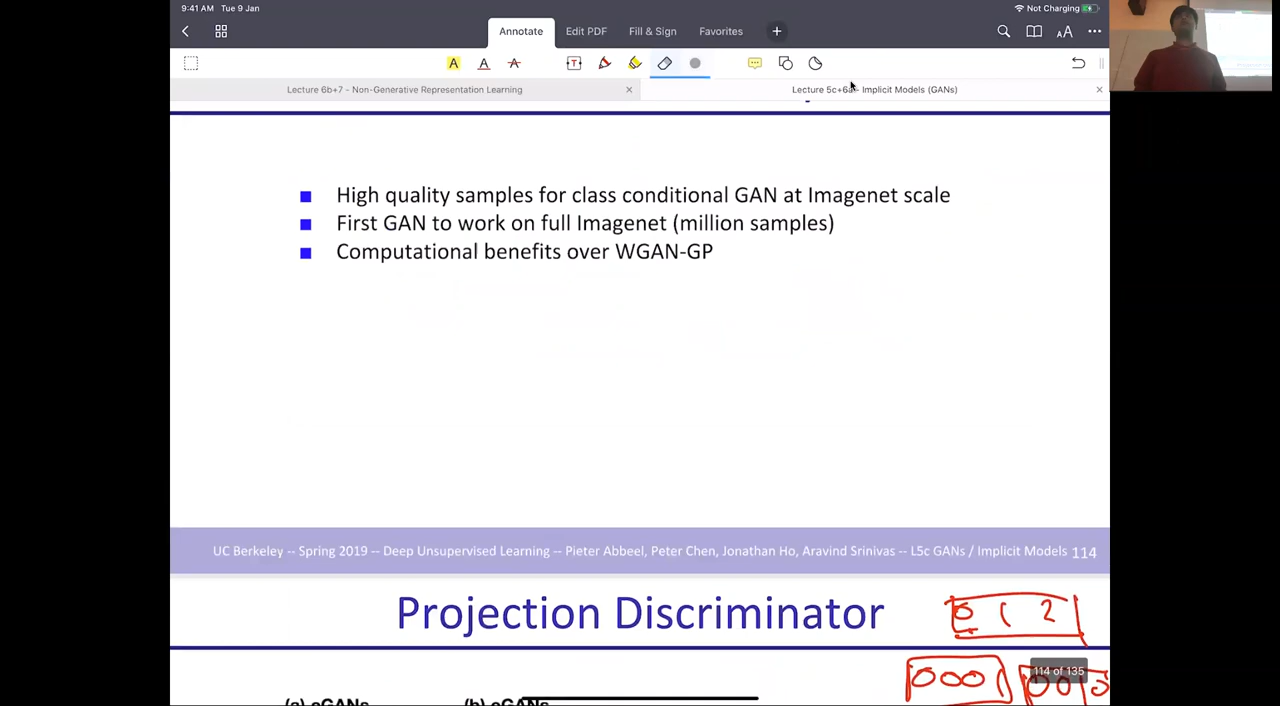 9:41 AM Tue 9 Jan
Not Charging
Annotate
Edit PDF
Fill & Sign
Favorites
Lecture 6b+7 - Non-Generative Representation Learning
Implicit Models (GANs)
High quality samples for class conditional GAN at Imagenet scale
First GAN to work on full Imagenet (million samples)
Computational benefits over WGAN-GP
UC Berkeley -- Spring 2019 -- Deep Unsupervised Learning -- Pieter Abbeel, Peter Chen, Jonathan Ho, Aravind Srinivas -- L5c GANs / Implicit Models 114
Projection Discriminator
0 1 2
0001
114 of 135
(a) cGANs,
(b) cGANs